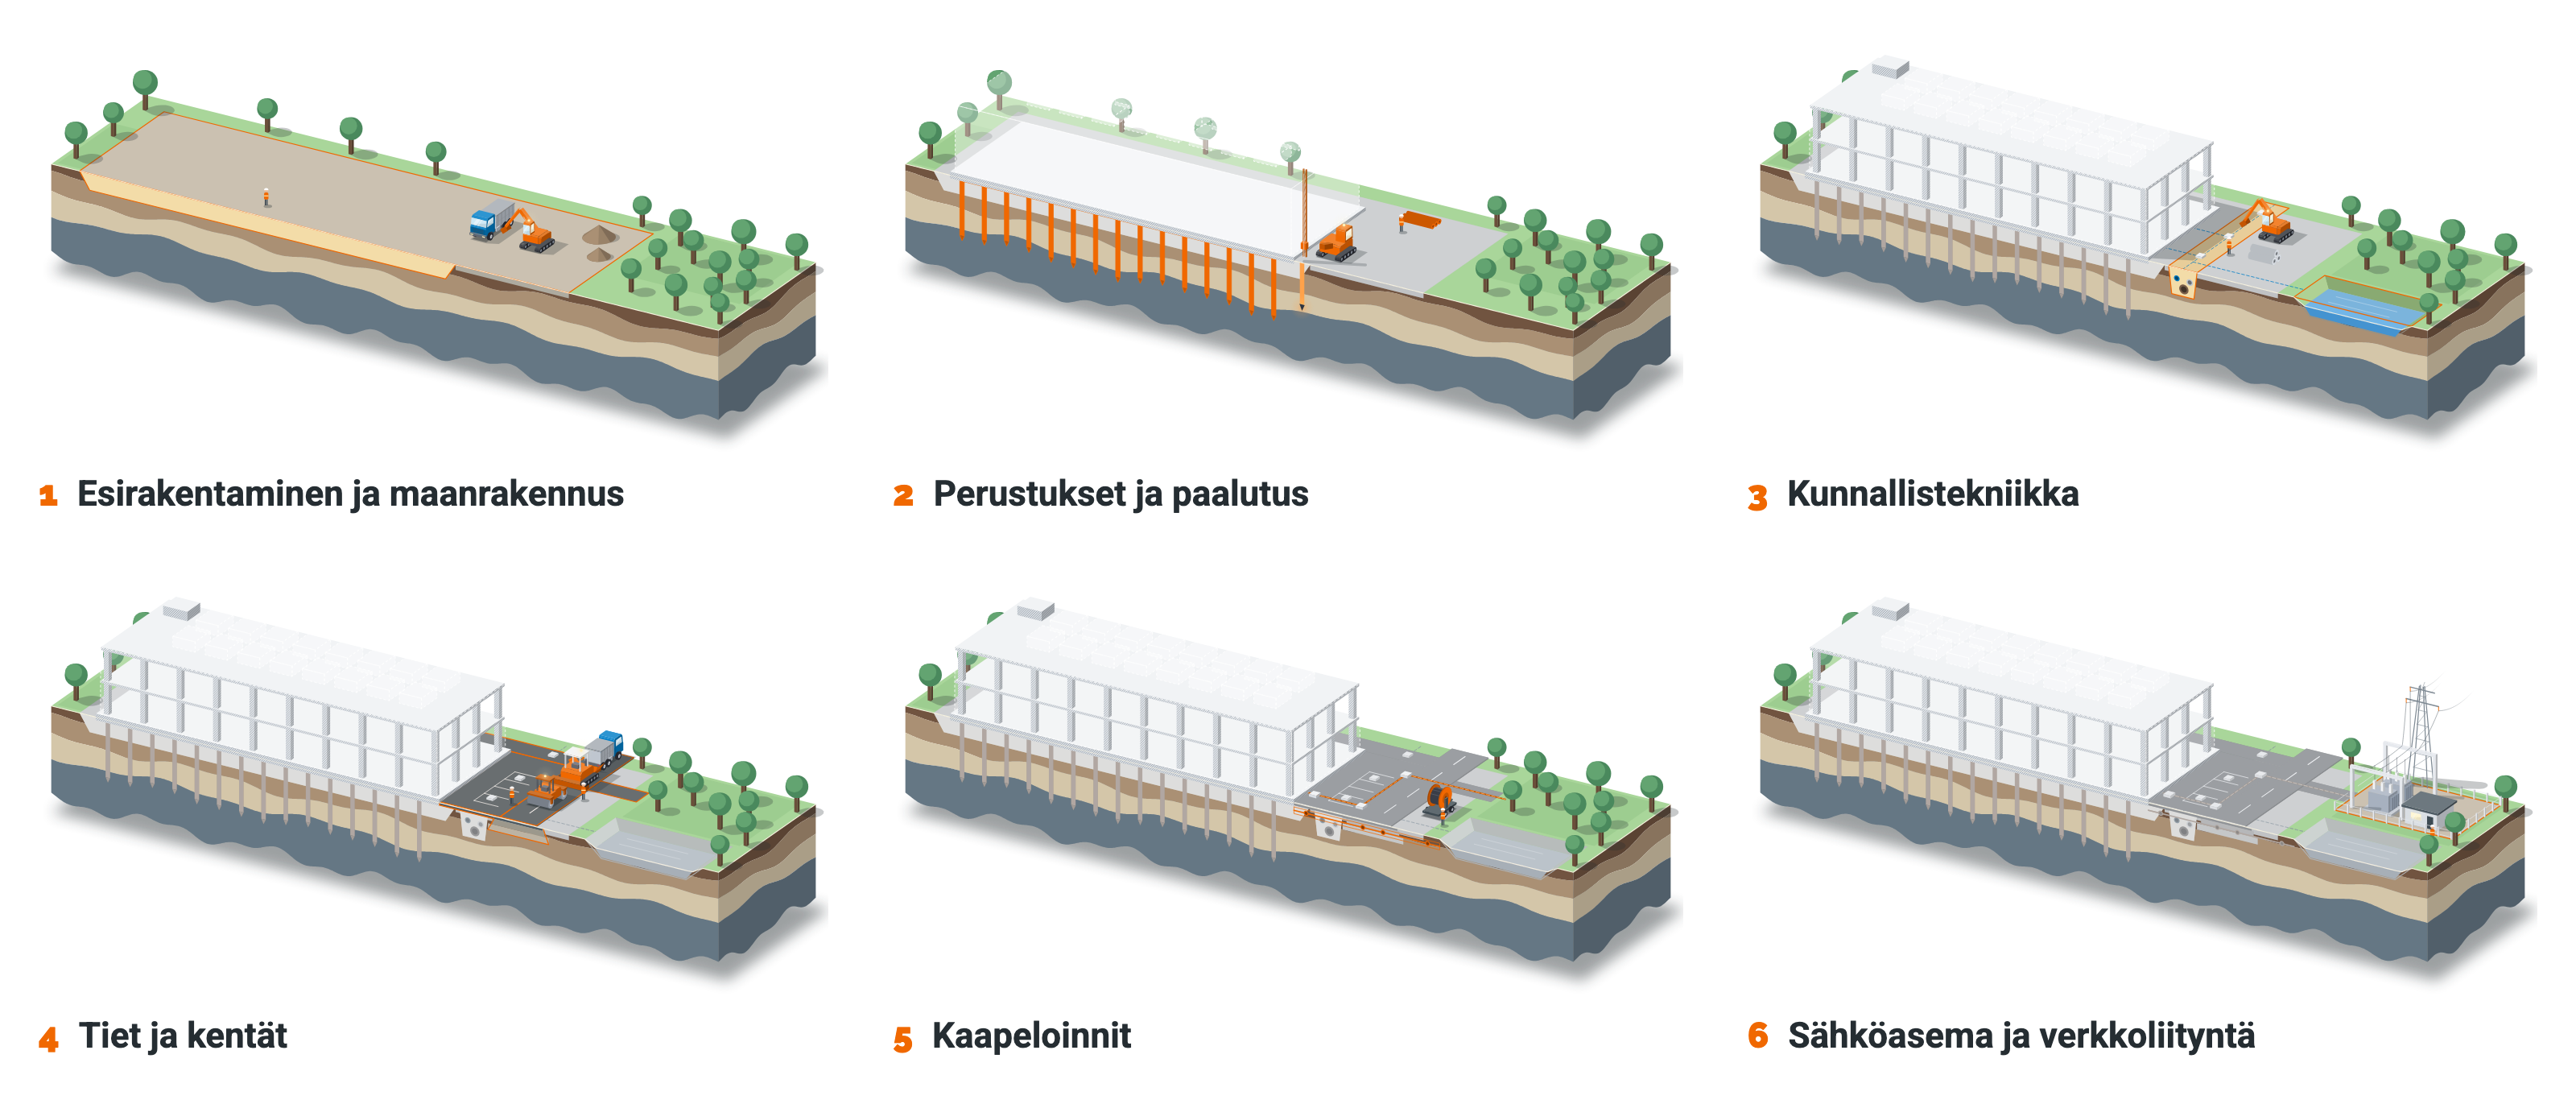 1 Esirakentaminen ja maanrakennus
2 Perustukset ja paalutus
3 Kunnallistekniikka
4 Tiet ja kentät
5 Kaapeloinnit
6 Sähköasema ja verkkoliityntä